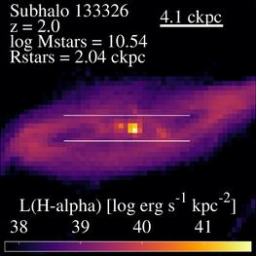 Subhalo 133326
z = 2.0
log Mstars = 10.54
Rstars = 2.04 ckpc
4.1 ckpc
L(H-alpha) [log erg s⁻¹ kpc⁻²]
38 39 40 41